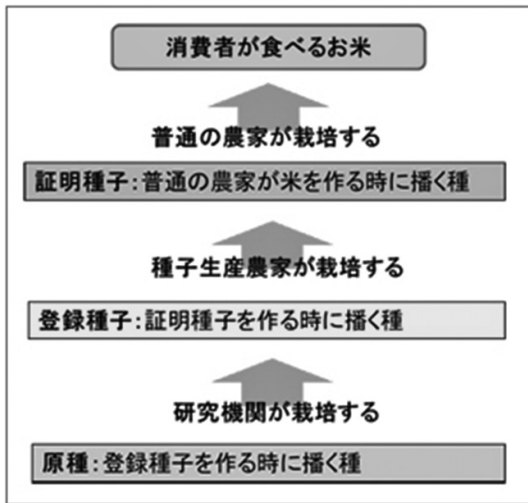 消費者が食べるお米
普通の農家が栽培する
証明種子：普通の農家が米を作る時に播く種
種子生産農家が栽培する
登録種子：証明種子を作る時に播く種
研究機関が栽培する
原種：登録種子を作る時に播く種